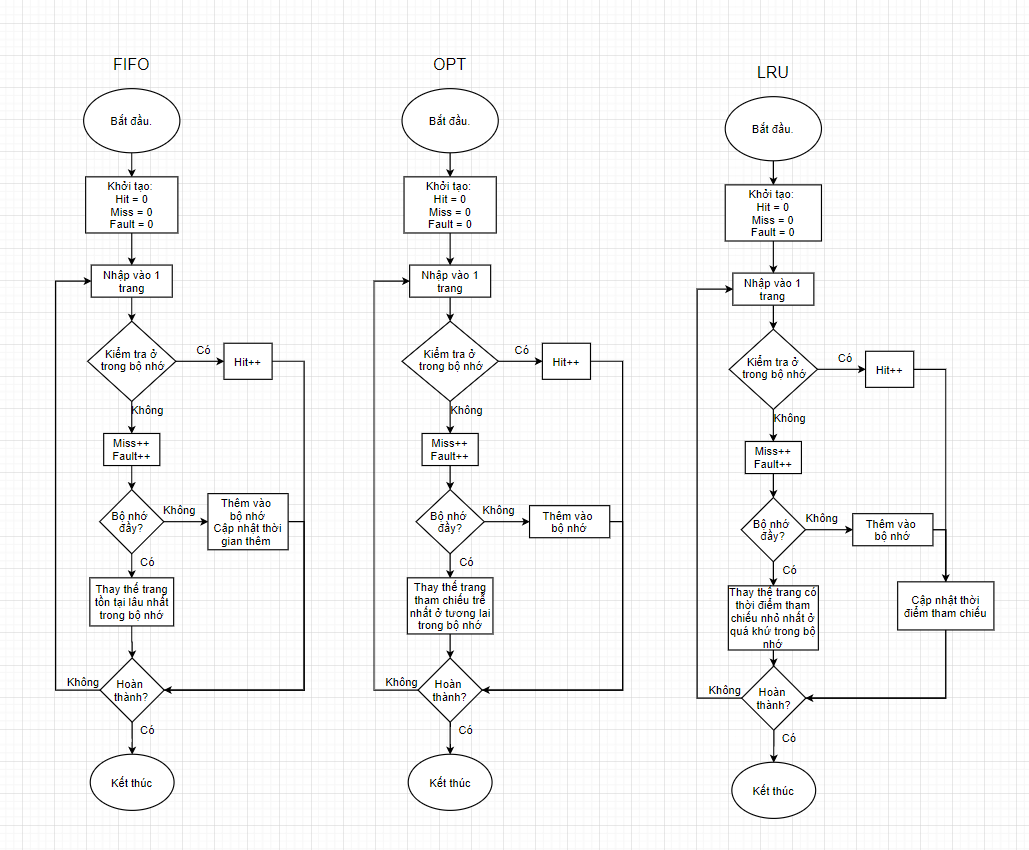 FIFO
Bắt đầu.
Khởi tạo:
Hit = 0
Miss = 0
Fault = 0
Nhập vào 1
trang
Kiểm tra ở
trong bộ nhớ
Có
Hit++
Không
Miss++
Fault++
Bộ nhớ
đầy?
Không
Thêm vào
bộ nhớ
Cập nhật thời
gian thêm
Có
Thay thế trang
tồn tại lâu nhất
trong bộ nhớ
Không
Hoàn
thành?
Có
Kết thúc
OPT
Bắt đầu.
Khởi tạo:
Hit = 0
Miss = 0
Fault = 0
Nhập vào 1
trang
Kiểm tra ở
trong bộ nhớ
Có
Hit++
Không
Miss++
Fault++
Bộ nhớ
đầy?
Không
Thêm vào
bộ nhớ
Có
Thay thế trang
tham chiếu trễ
nhất ở tương lai
trong bộ nhớ
Không
Hoàn
thành?
Có
Kết thúc
LRU
Bắt đầu.
Khởi tạo:
Hit = 0
Miss = 0
Fault = 0
Nhập vào 1
trang
Kiểm tra ở
trong bộ nhớ
Có
Hit++
Không
Miss++
Fault++
Bộ nhớ
đầy?
Không
Thêm vào
bộ nhớ
Có
Thay thế trang có
thời điểm tham
chiếu nhỏ nhất ở
quá khứ trong bộ
nhớ
Cập nhật thời
điểm tham chiếu
Không
Hoàn
thành?
Có
Kết thúc